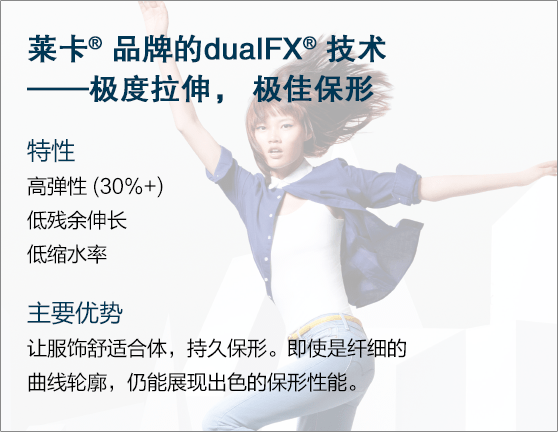 莱卡® 品牌的dualFX® 技术
——极度拉伸， 极佳保形
特性
高弹性 (30%+)
低残余伸长
低缩水率
主要优势
让服饰舒适合体，持久保形。即使是纤细的
曲线轮廓，仍能展现出色的保形性能。